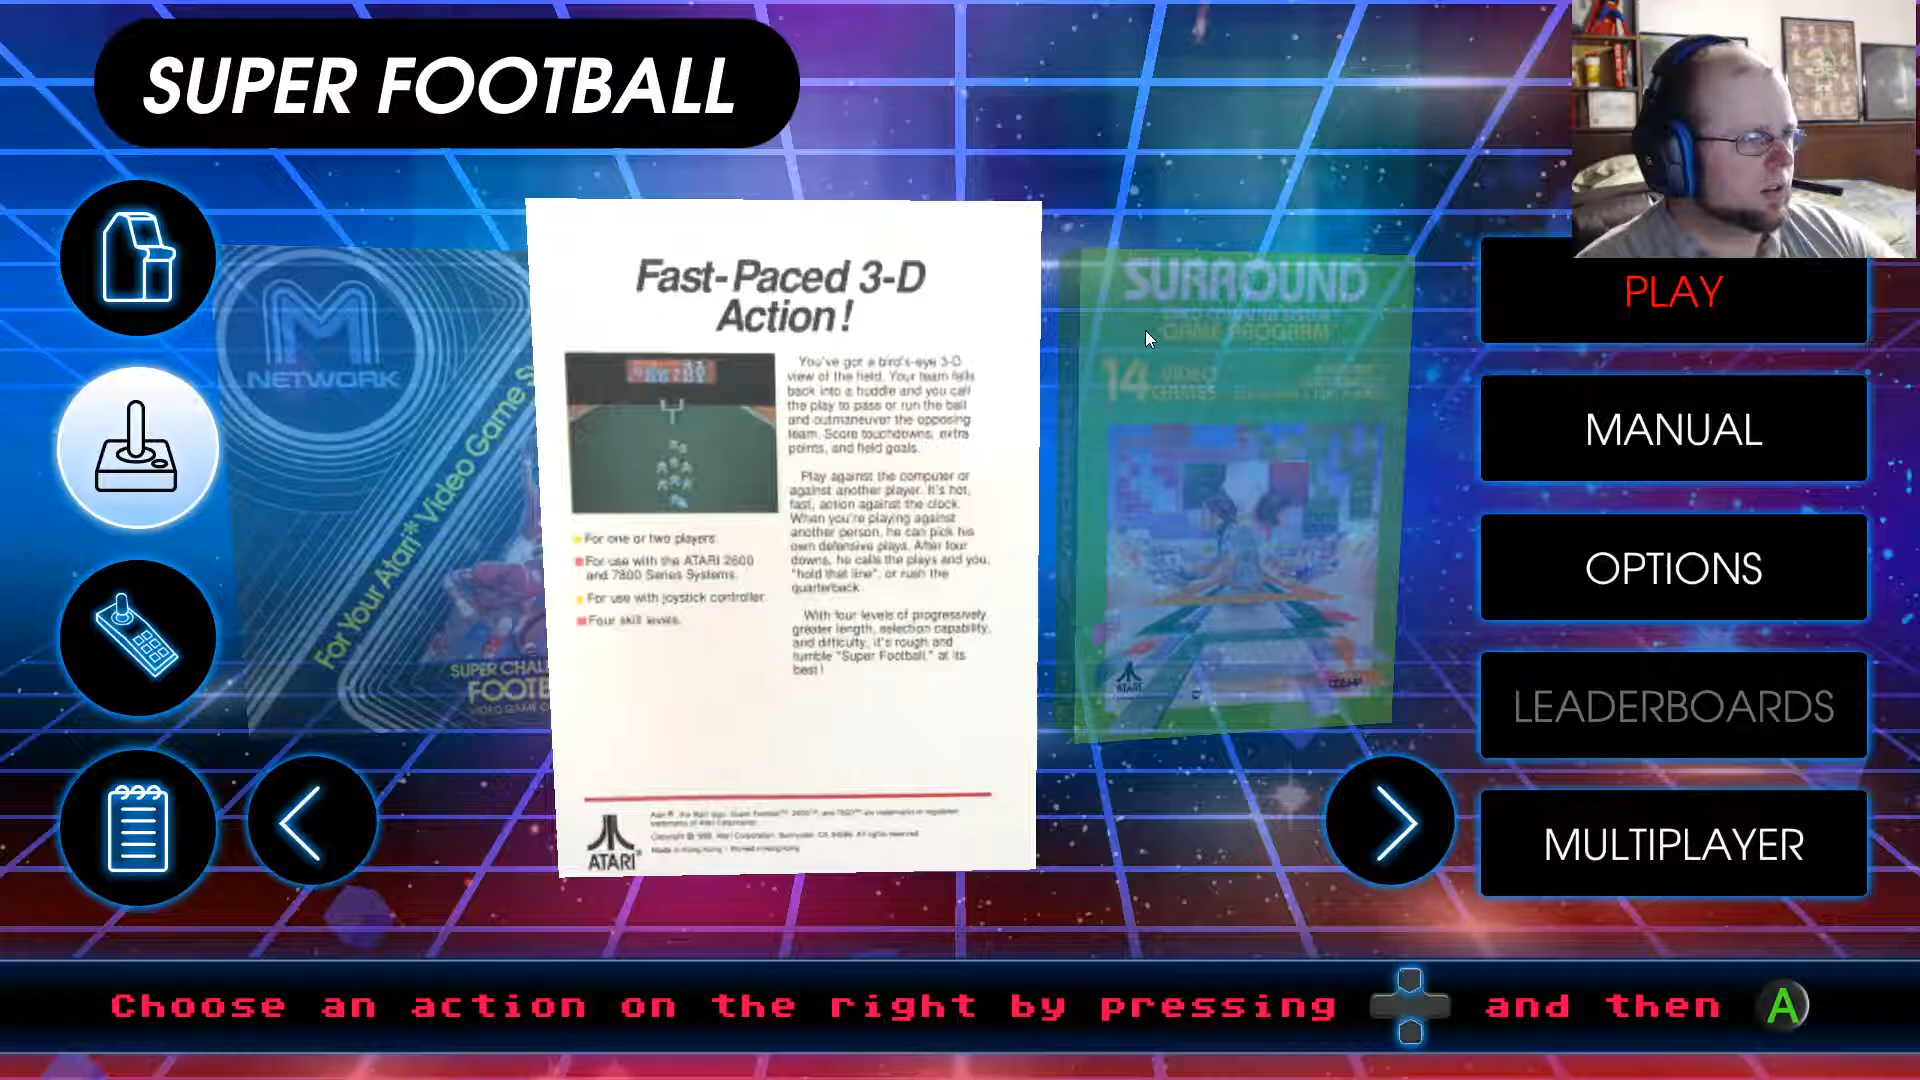 SUPER FOOTBALL
M
NETWORK
For Your Atari* Video Game S
SUPER CHAL
FOOTB
Fast-Paced 3-D
Action!
You've got a bird's-eye 3-D
view of the field. Your team falls
back into a huddle and you call
the play to pass or run the ball
and outmaneuver the opposing
team. Score touchdowns, extra
points, and field goals.
Play against the computer or
against another player. It's hot,
fast, action against the clock.
When you're playing against
another person, he can pick his
own defensive plays. After four
downs, he calls the plays and you,
"hold that line", or rush the
quarterback.
With four levels of progressively
greater length, selection capability,
and difficulty, it's rough and
tumble "Super Football," at its
best!
For one or two players.
For use with the ATARI 2600
and 7800 Series Systems.
For use with joystick controller.
Four skill levels.
ATARI
SURROUND
GAME PROGRAM
14 VIDEO
GAMES
ATARI
PLAY
MANUAL
OPTIONS
LEADERBOARDS
MULTIPLAYER
Choose an action on the right by pressing and then A